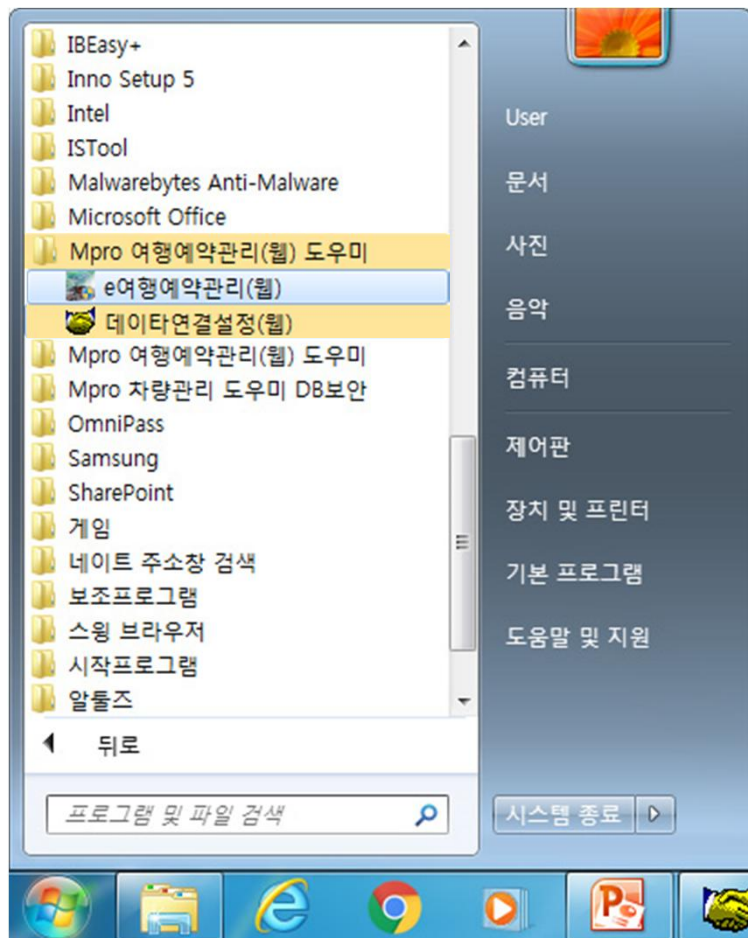 IBEasy+
Inno Setup 5
Intel
ISTool
Malwarebytes Anti-Malware
Microsoft Office
Mpro 여행예약관리(웹) 도우미
e여행예약관리(웹)
데이타연결설정(웹)
Mpro 여행예약관리(웹) 도우미
Mpro 차량관리 도우미 DB보안
OmniPass
Samsung
SharePoint
게임
네이트 주소창 검색
보조프로그램
스윙 브라우저
시작프로그램
알툴즈
뒤로
프로그램 및 파일 검색
User
문서
사진
음악
컴퓨터
제어판
장치 및 프린터
기본 프로그램
도움말 및 지원
시스템 종료